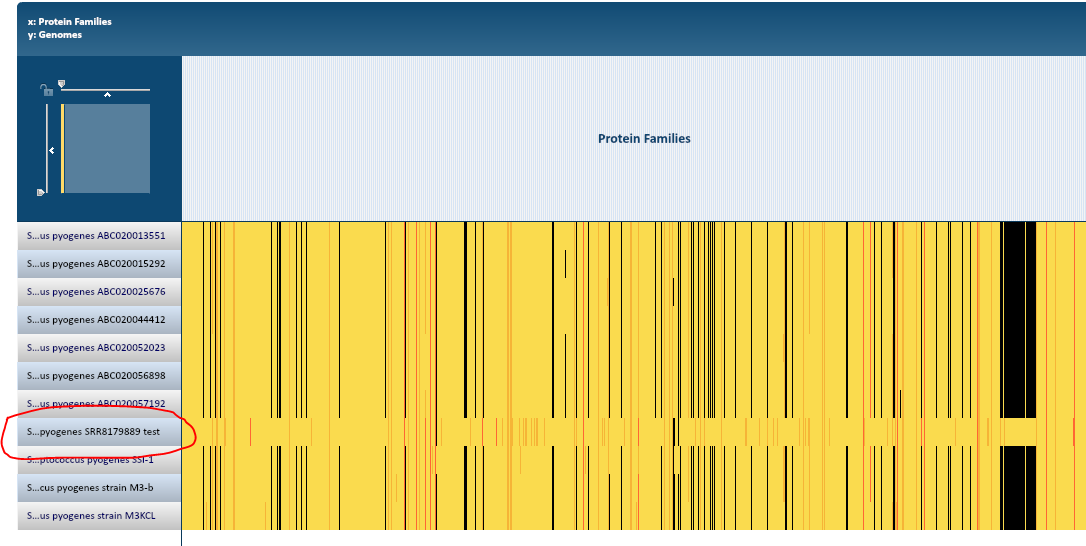 x: Protein Families
y: Genomes
Protein Families
S...us pyogenes ABC020013551
S...us pyogenes ABC020015292
S...us pyogenes ABC020025676
S...us pyogenes ABC020044412
S...us pyogenes ABC020052023
S...us pyogenes ABC020056898
S...us pyogenes ABC020057192
S...pyogenes SRR8179889 test
S...ptococcus pyogenes SSI-1
S...cus pyogenes strain M3-b
S...us pyogenes strain M3KCL